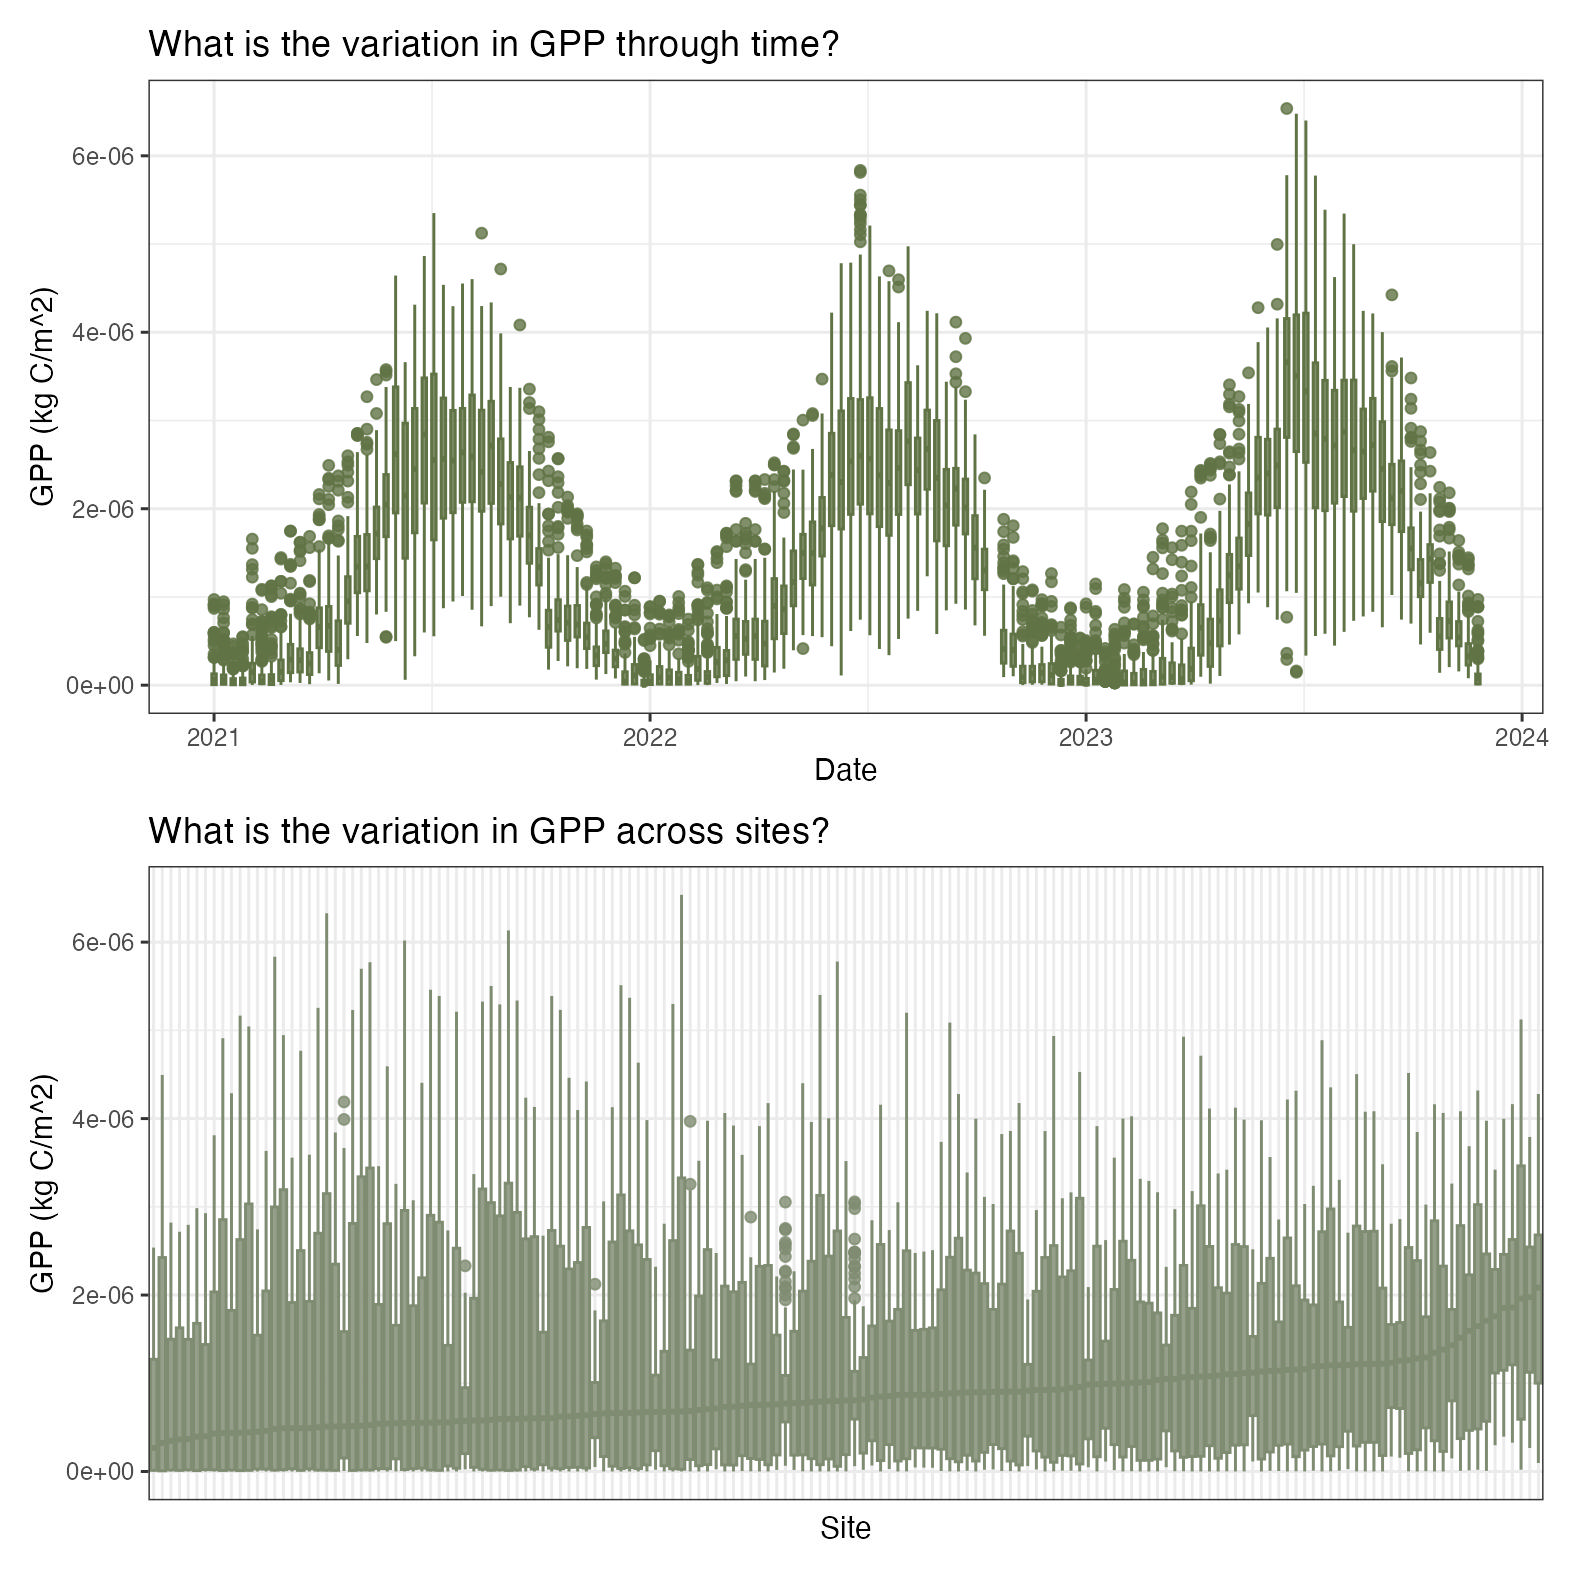 What is the variation in GPP through time?
6e-06
4e-06
2e-06
0e+00
GPP (kg C/m^2)
2021 2022 2023 2024
Date
What is the variation in GPP across sites?
6e-06
4e-06
2e-06
0e+00
GPP (kg C/m^2)
Site